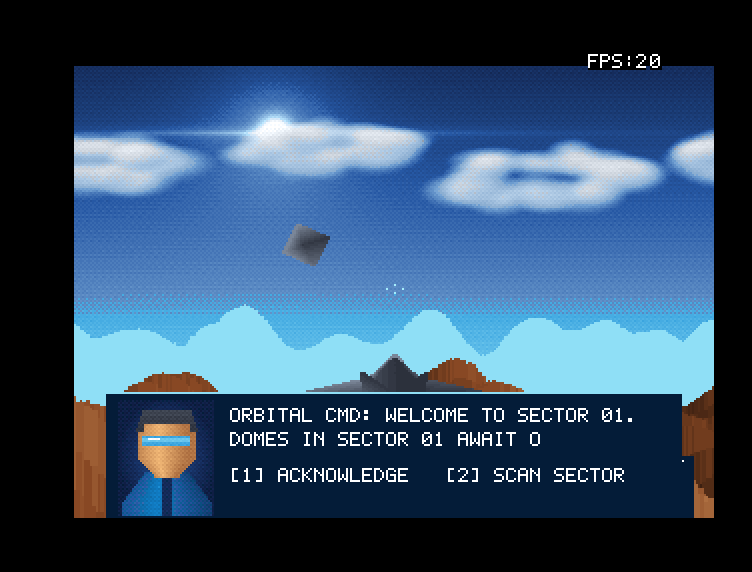 FPS:20
ORBITAL CMD: WELCOME TO SECTOR 01.
DOMES IN SECTOR 01 AWAIT O
[1] ACKNOWLEDGE [2] SCAN SECTOR